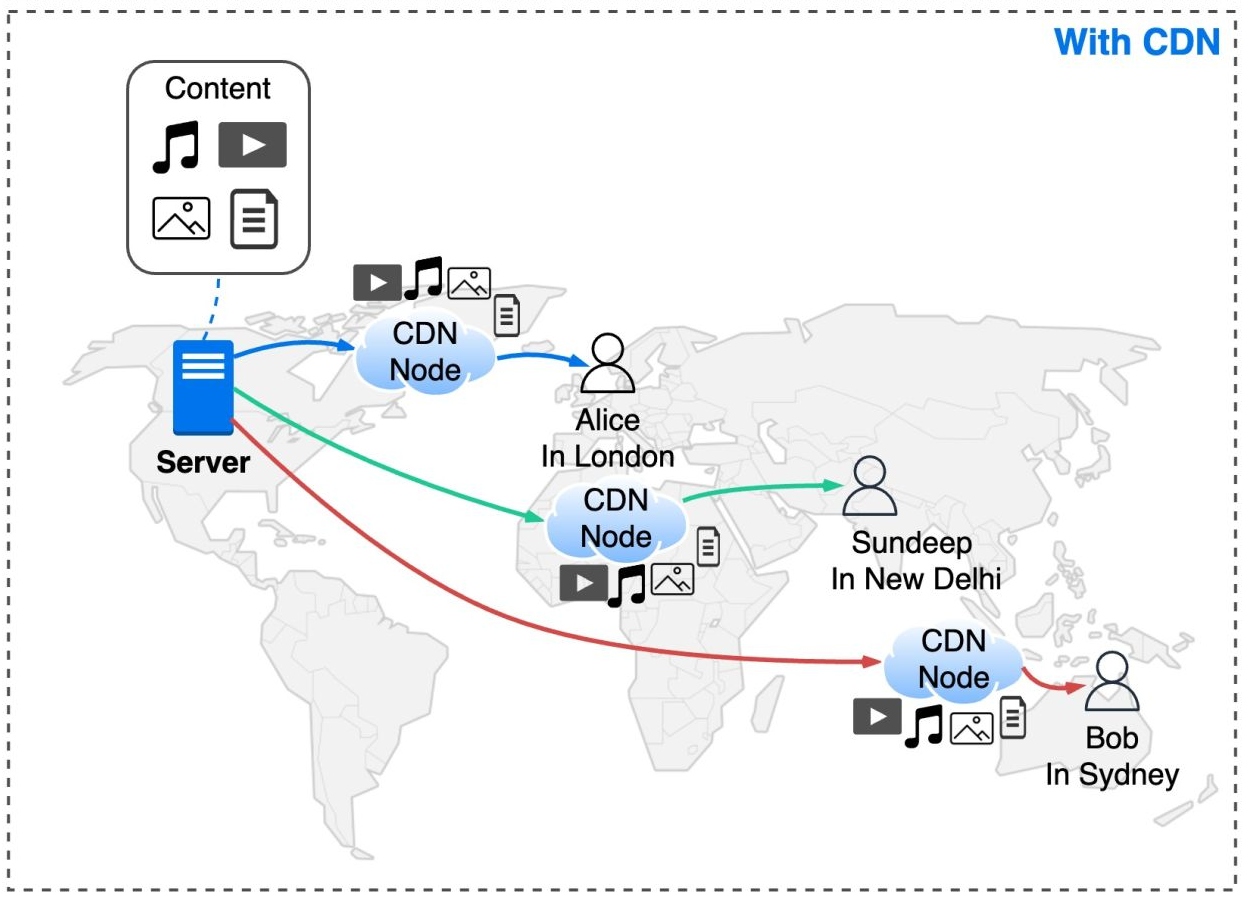 With CDN
Content
CDN
Node
Alice
In London
Server
CDN
Node
Sundeep
In New Delhi
CDN
Node
Bob
In Sydney